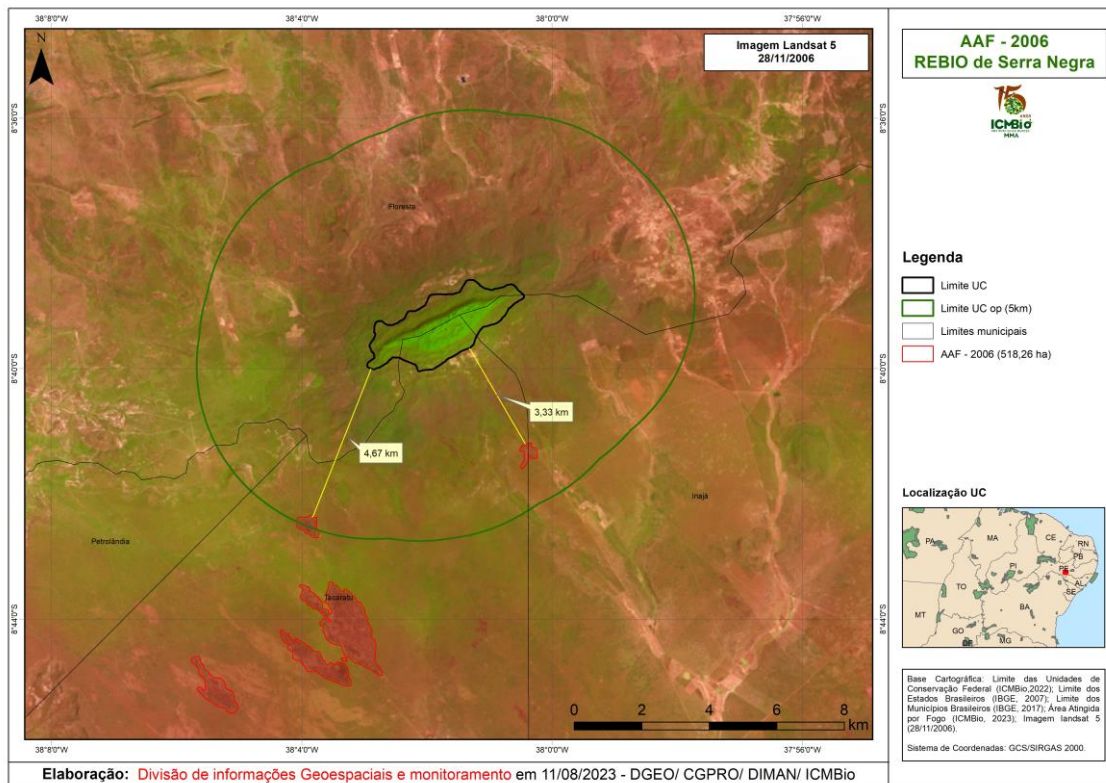 38°8'0"W 38°4'0"W 38°0'0"W 37°56'0"W
N
Imagem Landsat 5
28/11/2006
8°36'0"S 8°36'0"S
Floresta
8°40'0"S 8°40'0"S
3,33 km
4,67 km
Inajá
Petrolândia
Tacaratu
8°44'0"S 8°44'0"S
0 2 4 6 8
km
38°8'0"W 38°4'0"W 38°0'0"W 37°56'0"W
Elaboração: Divisão de informações Geoespaciais e monitoramento em 11/08/2023 - DGEO/ CGPRO/ DIMAN/ ICMBio
AAF - 2006
REBIO de Serra Negra
15
ANOS
ICMBio
MMA
Legenda
Limite UC
Limite UC op (5km)
Limites municipais
AAF - 2006 (518,26 ha)
Localização UC
PA MA CE RN
PB
PI PE
TO AL
SE
BA
MT
GO
DF MG
Base Cartográfica: Limite das Unidades de
Conservação Federal (ICMBio,2022); Limite dos
Estados Brasileiros (IBGE, 2007); Limite dos
Municípios Brasileiros (IBGE, 2017); Área Atingida
por Fogo (ICMBio, 2023); Imagem landsat 5
(28/11/2006).
Sistema de Coordenadas: GCS/SIRGAS 2000.